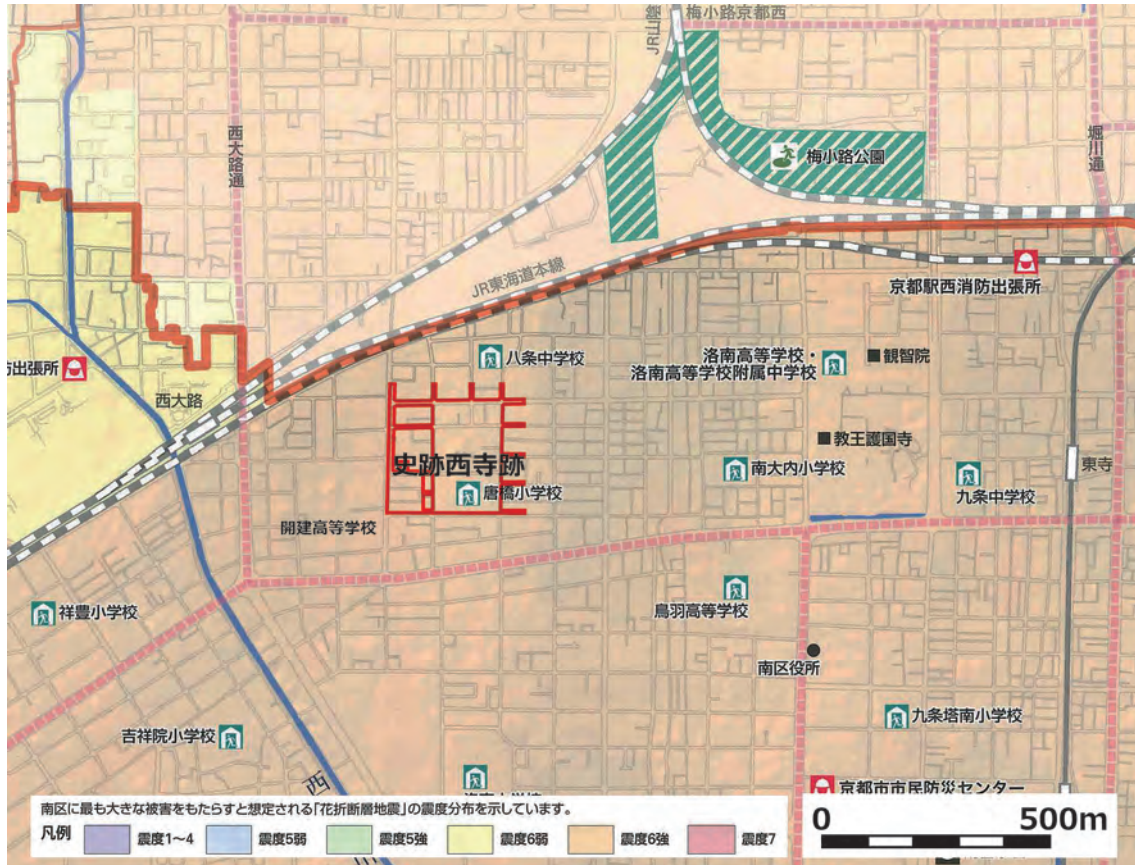 JR山陰
梅小路京都西
西大路通
堀川通
梅小路公園
JR東海道本線
京都駅西消防出張所
八条中学校
洛南高等学校・
洛南高等学校附属中学校
観智院
防出張所
西大路
教王護国寺
史跡西寺跡
南大内小学校
東寺
唐橋小学校
九条中学校
開建高等学校
祥豊小学校
鳥羽高等学校
南区役所
吉祥院小学校
九条塔南小学校
西
京都市市民防災センター
南区に最も大きな被害をもたらすと想定される「花折断層地震」の震度分布を示しています。
凡例 震度1〜4 震度5弱 震度5強 震度6弱 震度6強 震度7
0 500m